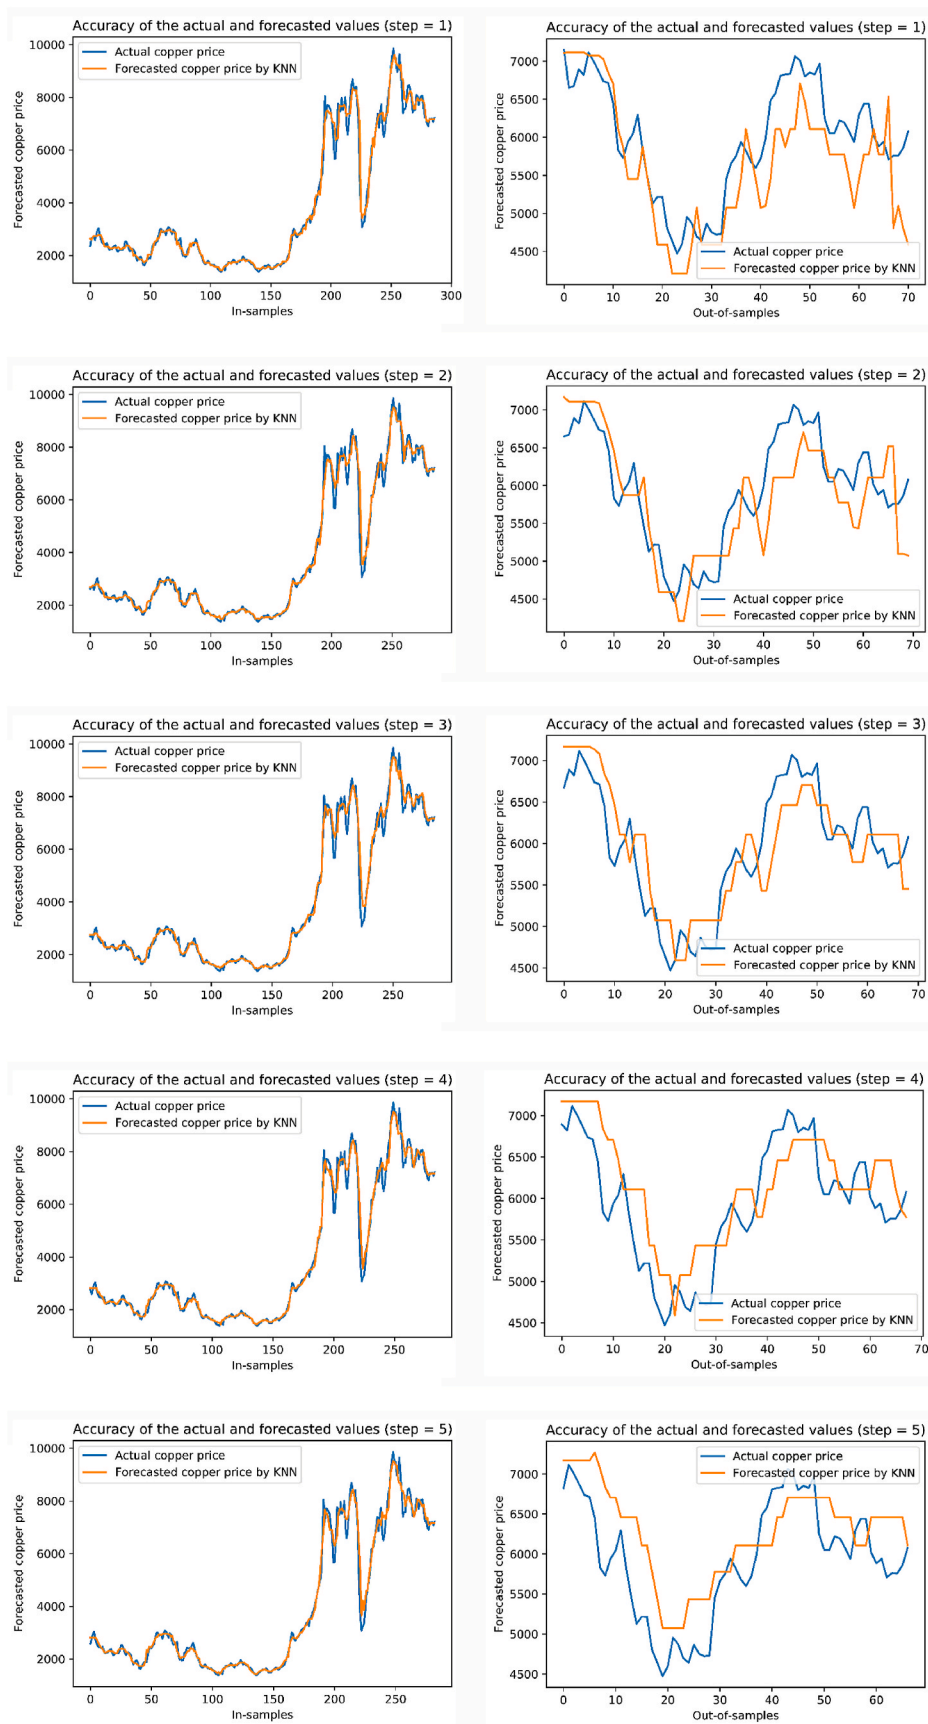 Accuracy of the actual and forecasted values (step = 1)
Forecasted copper price
10000
8000
6000
4000
2000
Actual copper price
Forecasted copper price by KNN
0 50 100 150 200 250 300
In-samples
Accuracy of the actual and forecasted values (step = 1)
Forecasted copper price
7000
6500
6000
5500
5000
4500
Actual copper price
Forecasted copper price by KNN
0 10 20 30 40 50 60 70
Out-of-samples
Accuracy of the actual and forecasted values (step = 2)
Forecasted copper price
10000
8000
6000
4000
2000
Actual copper price
Forecasted copper price by KNN
0 50 100 150 200 250
In-samples
Accuracy of the actual and forecasted values (step = 2)
Forecasted copper price
7000
6500
6000
5500
5000
4500
Actual copper price
Forecasted copper price by KNN
0 10 20 30 40 50 60 70
Out-of-samples
Accuracy of the actual and forecasted values (step = 3)
Forecasted copper price
10000
8000
6000
4000
2000
Actual copper price
Forecasted copper price by KNN
0 50 100 150 200 250
In-samples
Accuracy of the actual and forecasted values (step = 3)
Forecasted copper price
7000
6500
6000
5500
5000
4500
Actual copper price
Forecasted copper price by KNN
0 10 20 30 40 50 60 70
Out-of-samples
Accuracy of the actual and forecasted values (step = 4)
Forecasted copper price
10000
8000
6000
4000
2000
Actual copper price
Forecasted copper price by KNN
0 50 100 150 200 250
In-samples
Accuracy of the actual and forecasted values (step = 4)
Forecasted copper price
7000
6500
6000
5500
5000
4500
Actual copper price
Forecasted copper price by KNN
0 10 20 30 40 50 60 70
Out-of-samples
Accuracy of the actual and forecasted values (step = 5)
Forecasted copper price
10000
8000
6000
4000
2000
Actual copper price
Forecasted copper price by KNN
0 50 100 150 200 250
In-samples
Accuracy of the actual and forecasted values (step = 5)
Forecasted copper price
7000
6500
6000
5500
5000
4500
Actual copper price
Forecasted copper price by KNN
0 10 20 30 40 50 60
Out-of-samples